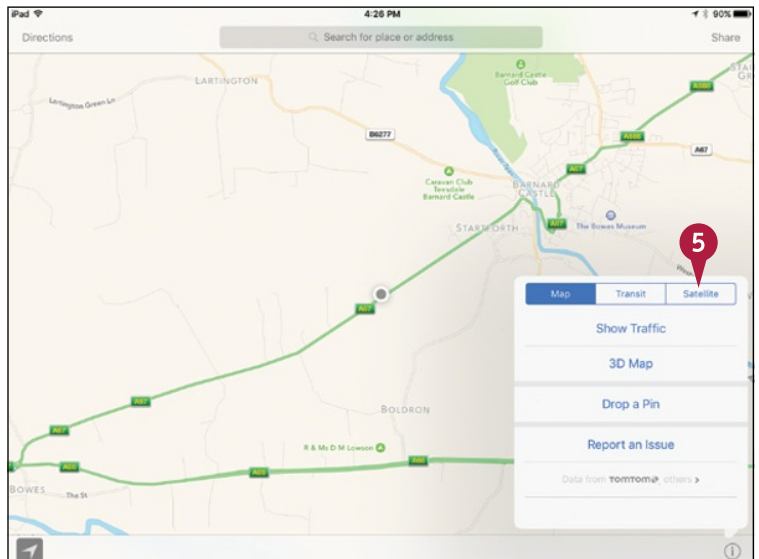 iPad 4:26 PM 90%
Directions Search for place or address Share
LARTINGTON
Lartington Green Ln
Barnard Castle
Golf Club
A688
B6277
A688
A67
A67
Caravan Club
Teesdale
Barnard Castle
BARNARD
CASTLE
STARTFORTH
A67
The Bowes Museum
5
Map Transit Satellite
A67
Show Traffic
3D Map
A67
BOLDRON
Drop a Pin
A67
R & Ms D M Lowson
Report an Issue
A66
A66
A66
BOWES
The St
Data from TOMTOM, others >